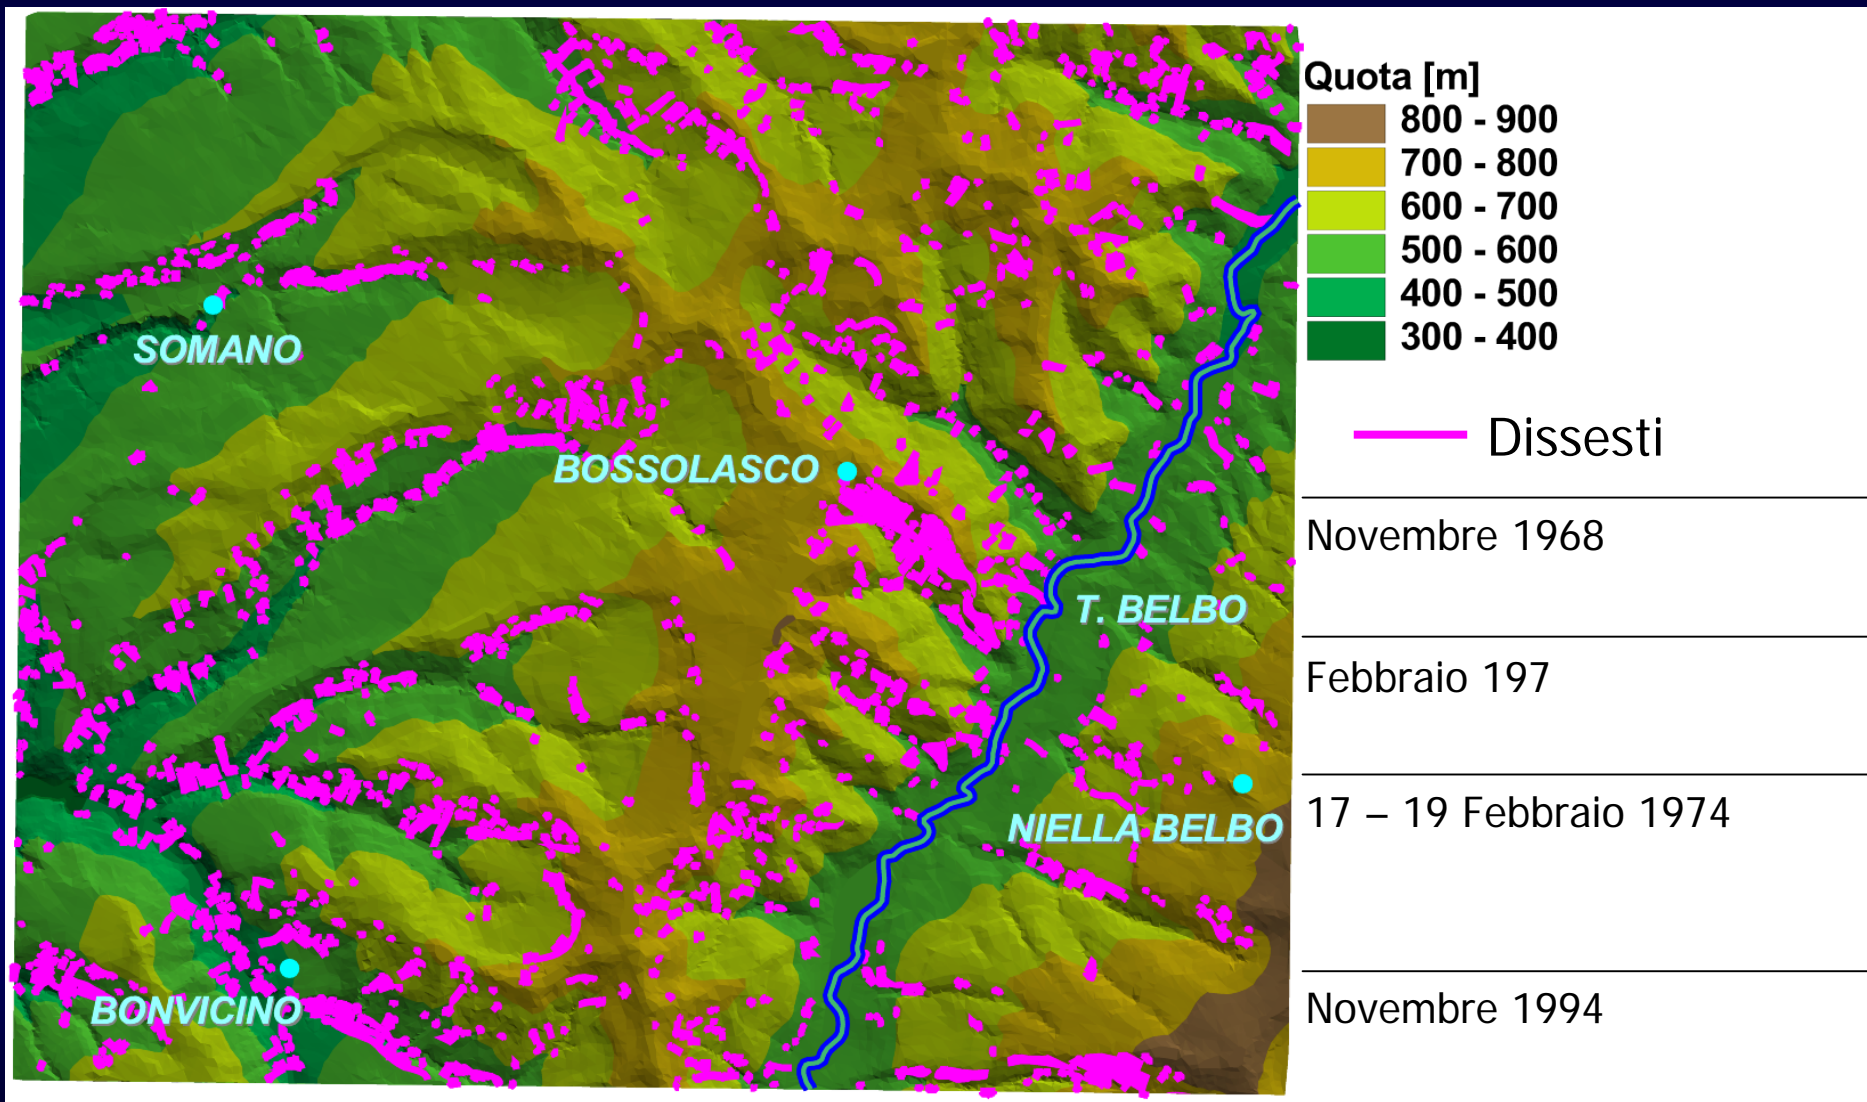 Quota [m]
800 - 900
700 - 800
600 - 700
500 - 600
400 - 500
300 - 400
Dissesti
SOMANO
BOSSOLASCO
T. BELBO
NIELLA BELBO
BONVICINO
Novembre 1968
Febbraio 197
17 – 19 Febbraio 1974
Novembre 1994